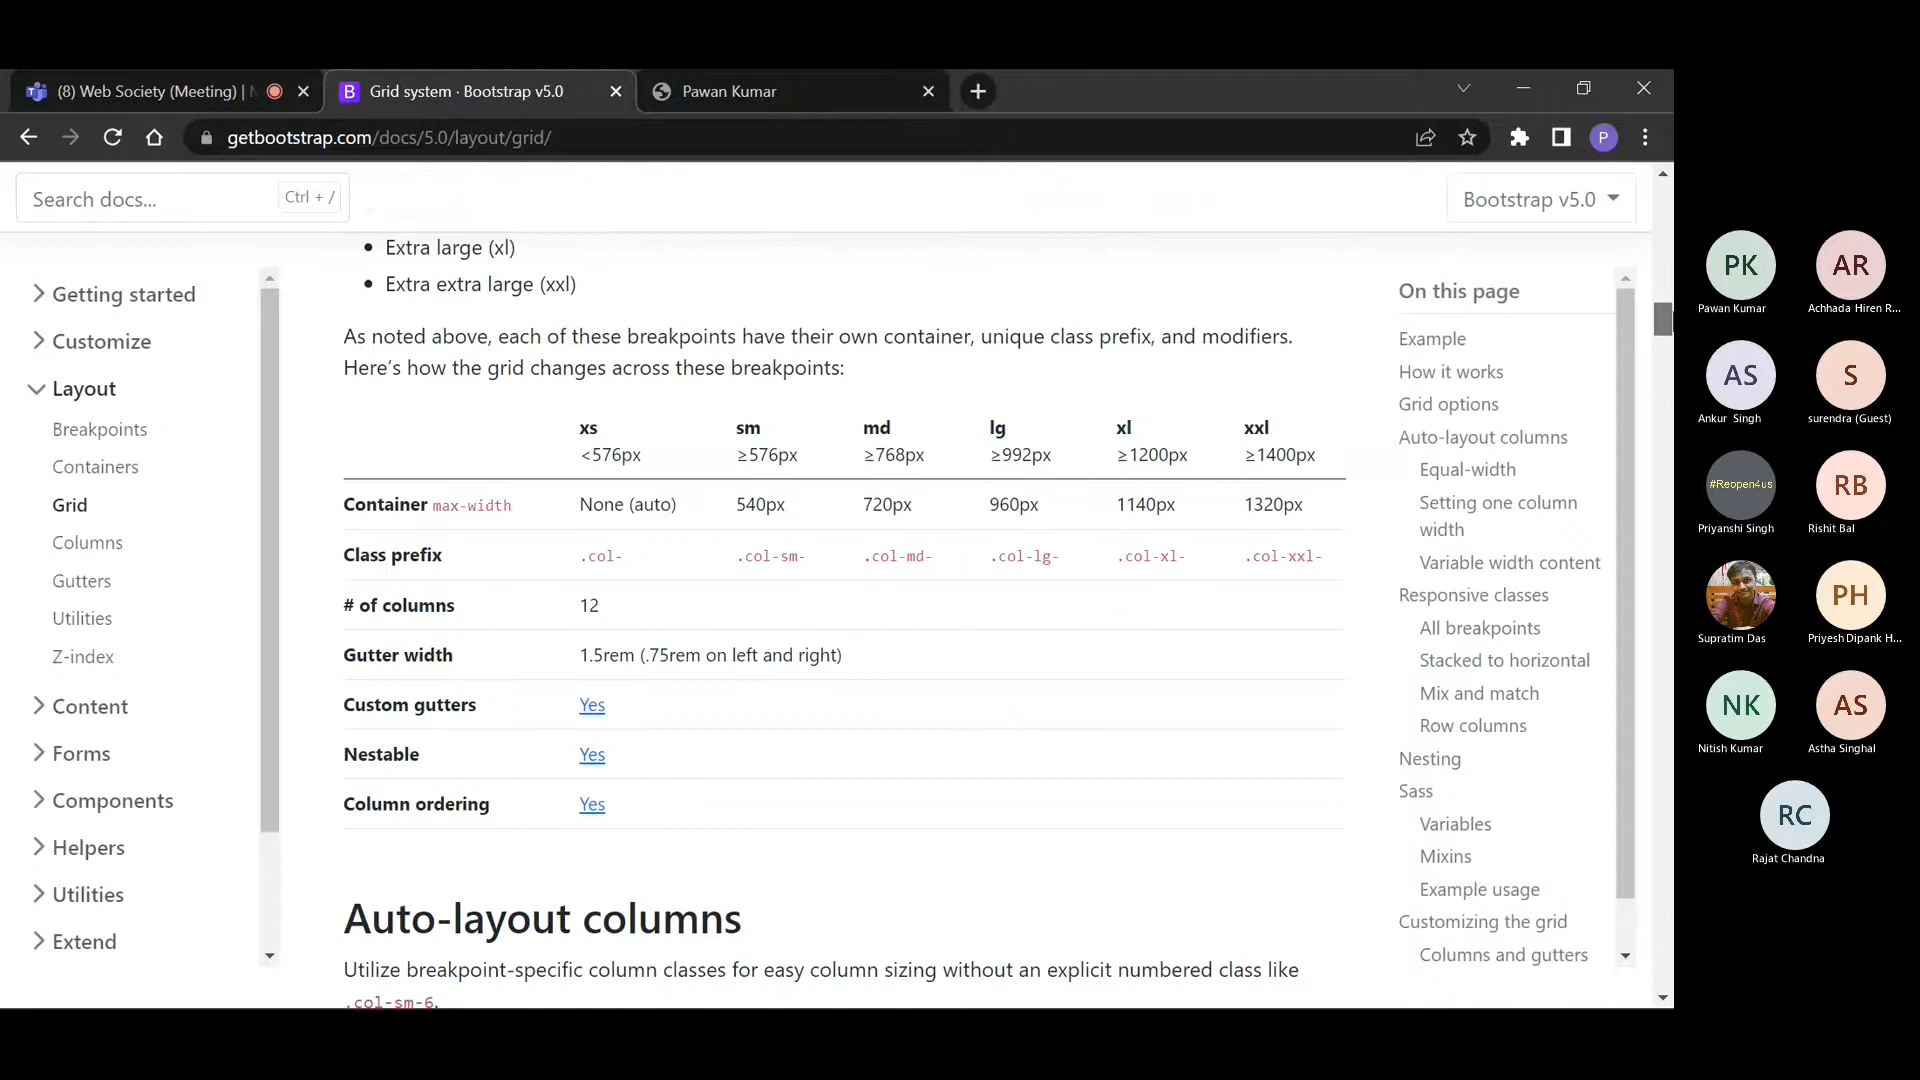 (8) Web Society (Meeting) |
Grid system · Bootstrap v5.0
Pawan Kumar
getbootstrap.com/docs/5.0/layout/grid/
P
Search docs...
Ctrl + /
Bootstrap v5.0
Getting started
Customize
Layout
Breakpoints
Containers
Grid
Columns
Gutters
Utilities
Z-index
Content
Forms
Components
Helpers
Utilities
Extend
Extra large (xl)
Extra extra large (xxl)
As noted above, each of these breakpoints have their own container, unique class prefix, and modifiers.
Here’s how the grid changes across these breakpoints:
xs sm md lg xl xxl
<576px ≥576px ≥768px ≥992px ≥1200px ≥1400px
Container max-width None (auto) 540px 720px 960px 1140px 1320px
Class prefix .col- .col-sm- .col-md- .col-lg- .col-xl- .col-xxl-
# of columns 12
Gutter width 1.5rem (.75rem on left and right)
Custom gutters Yes
Nestable Yes
Column ordering Yes
Auto-layout columns
Utilize breakpoint-specific column classes for easy column sizing without an explicit numbered class like
.col-sm-6.
On this page
Example
How it works
Grid options
Auto-layout columns
Equal-width
Setting one column
width
Variable width content
Responsive classes
All breakpoints
Stacked to horizontal
Mix and match
Row columns
Nesting
Sass
Variables
Mixins
Example usage
Customizing the grid
Columns and gutters
PK AR
Pawan Kumar Achhada Hiren R...
AS S
Ankur Singh surendra (Guest)
#Reopen4us RB
Priyanshi Singh Rishit Bal
PH
Supratim Das Priyesh Dipank H...
NK AS
Nitish Kumar Astha Singhal
RC
Rajat Chandna